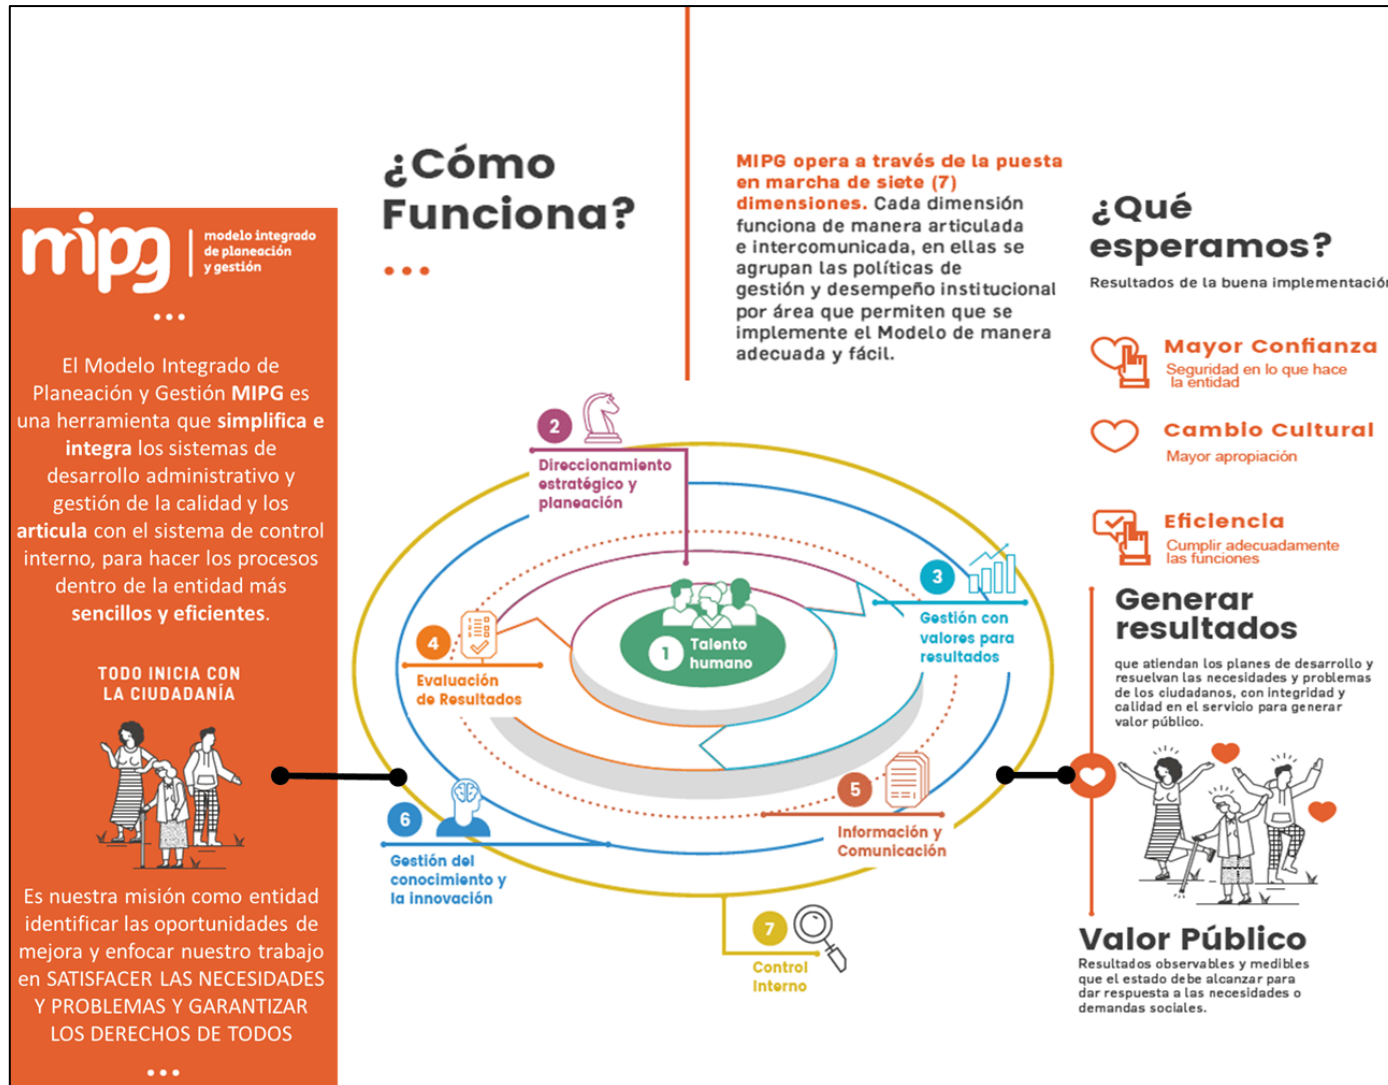 mipg
modelo integrado
de planeación
y gestión
El Modelo Integrado de
Planeación y Gestión MIPG es
una herramienta que simplifica e
integra los sistemas de
desarrollo administrativo y
gestión de la calidad y los
articula con el sistema de control
interno, para hacer los procesos
dentro de la entidad más
sencillos y eficientes.
TODO INICIA CON
LA CIUDADANÍA
Es nuestra misión como entidad
identificar las oportunidades de
mejora y enfocar nuestro trabajo
en SATISFACER LAS NECESIDADES
Y PROBLEMAS Y GARANTIZAR
LOS DERECHOS DE TODOS
¿Cómo
Funciona?
MIPG opera a través de la puesta
en marcha de siete (7)
dimensiones. Cada dimensión
funciona de manera articulada
e intercomunicada, en ellas se
agrupan las políticas de
gestión y desempeño institucional
por área que permiten que se
implemente el Modelo de manera
adecuada y fácil.
2
Direccionamiento
estratégico y
planeación
3
Gestión con
valores para
resultados
1
Talento
humano
4
Evaluación
de Resultados
5
Información y
Comunicación
6
Gestión del
conocimiento y
la innovación
7
Control
Interno
¿Qué
esperamos?
Resultados de la buena implementación
Mayor Confianza
Seguridad en lo que hace
la entidad
Cambio Cultural
Mayor apropiación
Eficiencia
Cumplir adecuadamente
las funciones
Generar
resultados
que atiendan los planes de desarrollo y
resuelvan las necesidades y problemas
de los ciudadanos, con integridad y
calidad en el servicio para generar
valor público.
Valor Público
Resultados observables y medibles
que el estado debe alcanzar para
dar respuesta a las necesidades o
demandas sociales.